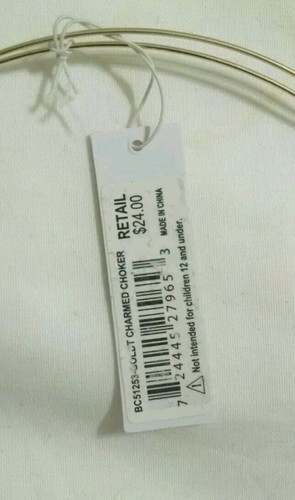 BC51253-GOLDT CHARMED CHOKER
RETAIL
$24.00
MADE IN CHINA
7 24445 27965 3
Not intended for children 12 and under.